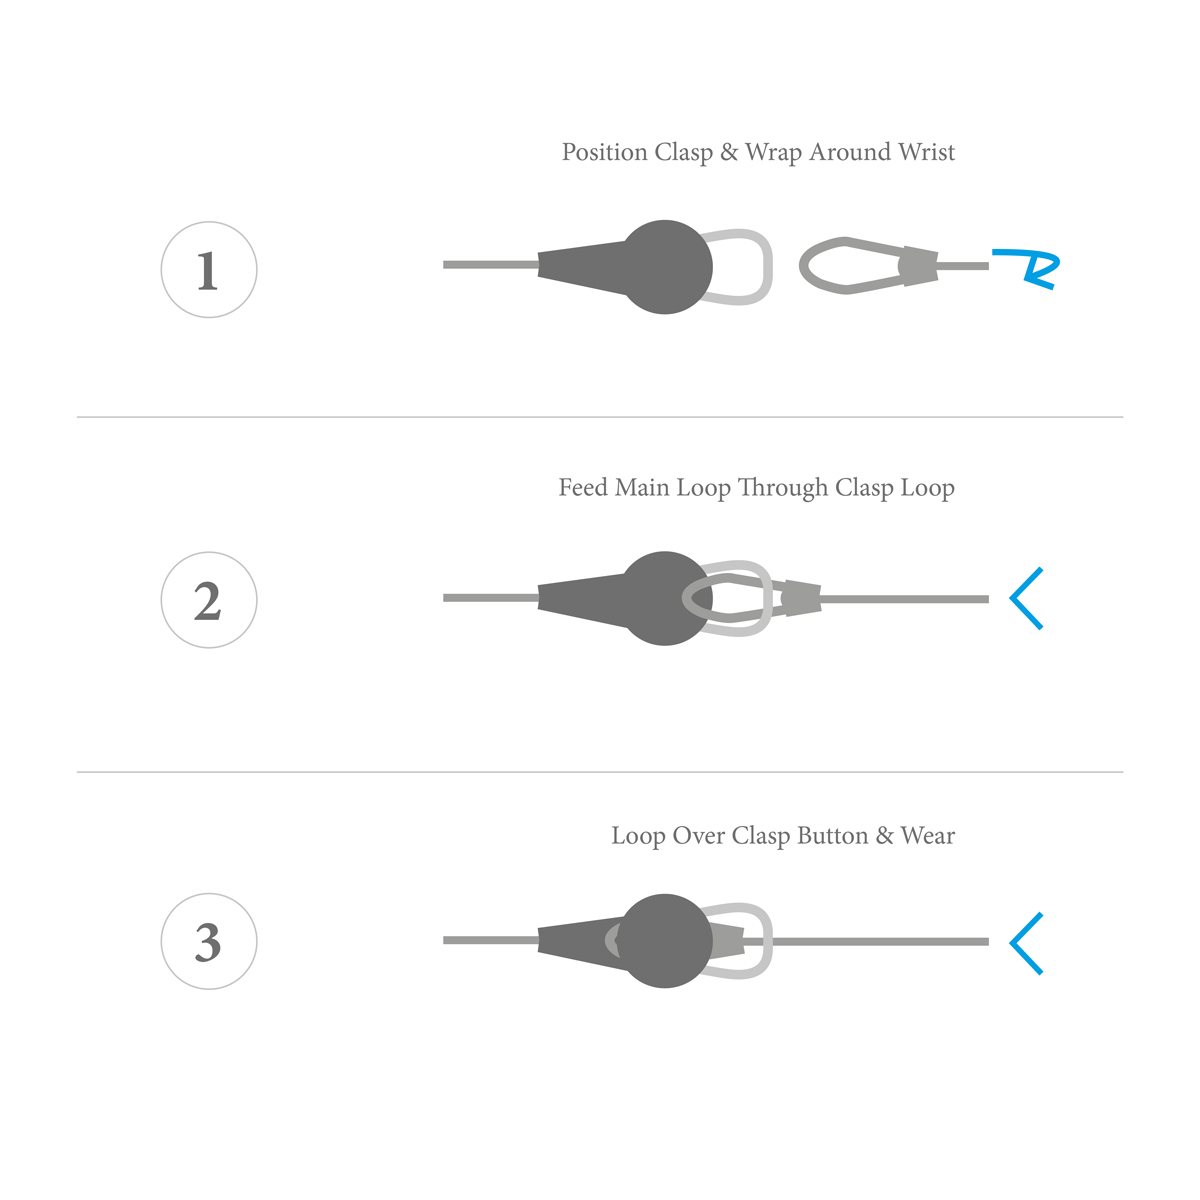 Position Clasp & Wrap Around Wrist
1
Feed Main Loop Through Clasp Loop
2
Loop Over Clasp Button & Wear
3